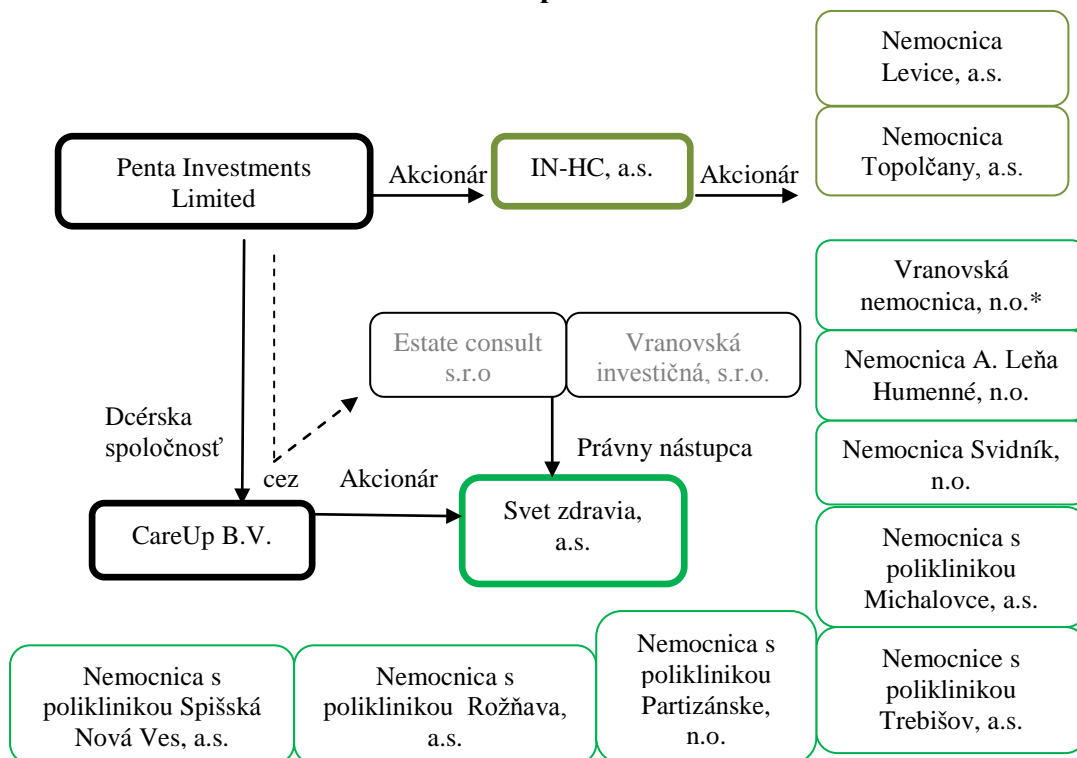 Nemocnica
Levice, a.s.
Nemocnica
Topolčany, a.s.
Penta Investments
Limited
Akcionár
IN-HC, a.s.
Akcionár
Vranovská
nemocnica, n.o.*
Estate consult
s.r.o
Vranovská
investičná, s.r.o.
Nemocnica A. Leňa
Humenné, n.o.
Dcérska
spoločnosť
cez
Akcionár
Právny nástupca
Nemocnica Svidník,
n.o.
CareUp B.V.
Svet zdravia,
a.s.
Nemocnica s
poliklinikou
Michalovce, a.s.
Nemocnica s
poliklinikou Spišská
Nová Ves, a.s.
Nemocnica s
poliklinikou  Rožňava,
a.s.
Nemocnica s
poliklinikou
Partizánske,
n.o.
Nemocnice s
poliklinikou
Trebišov, a.s.